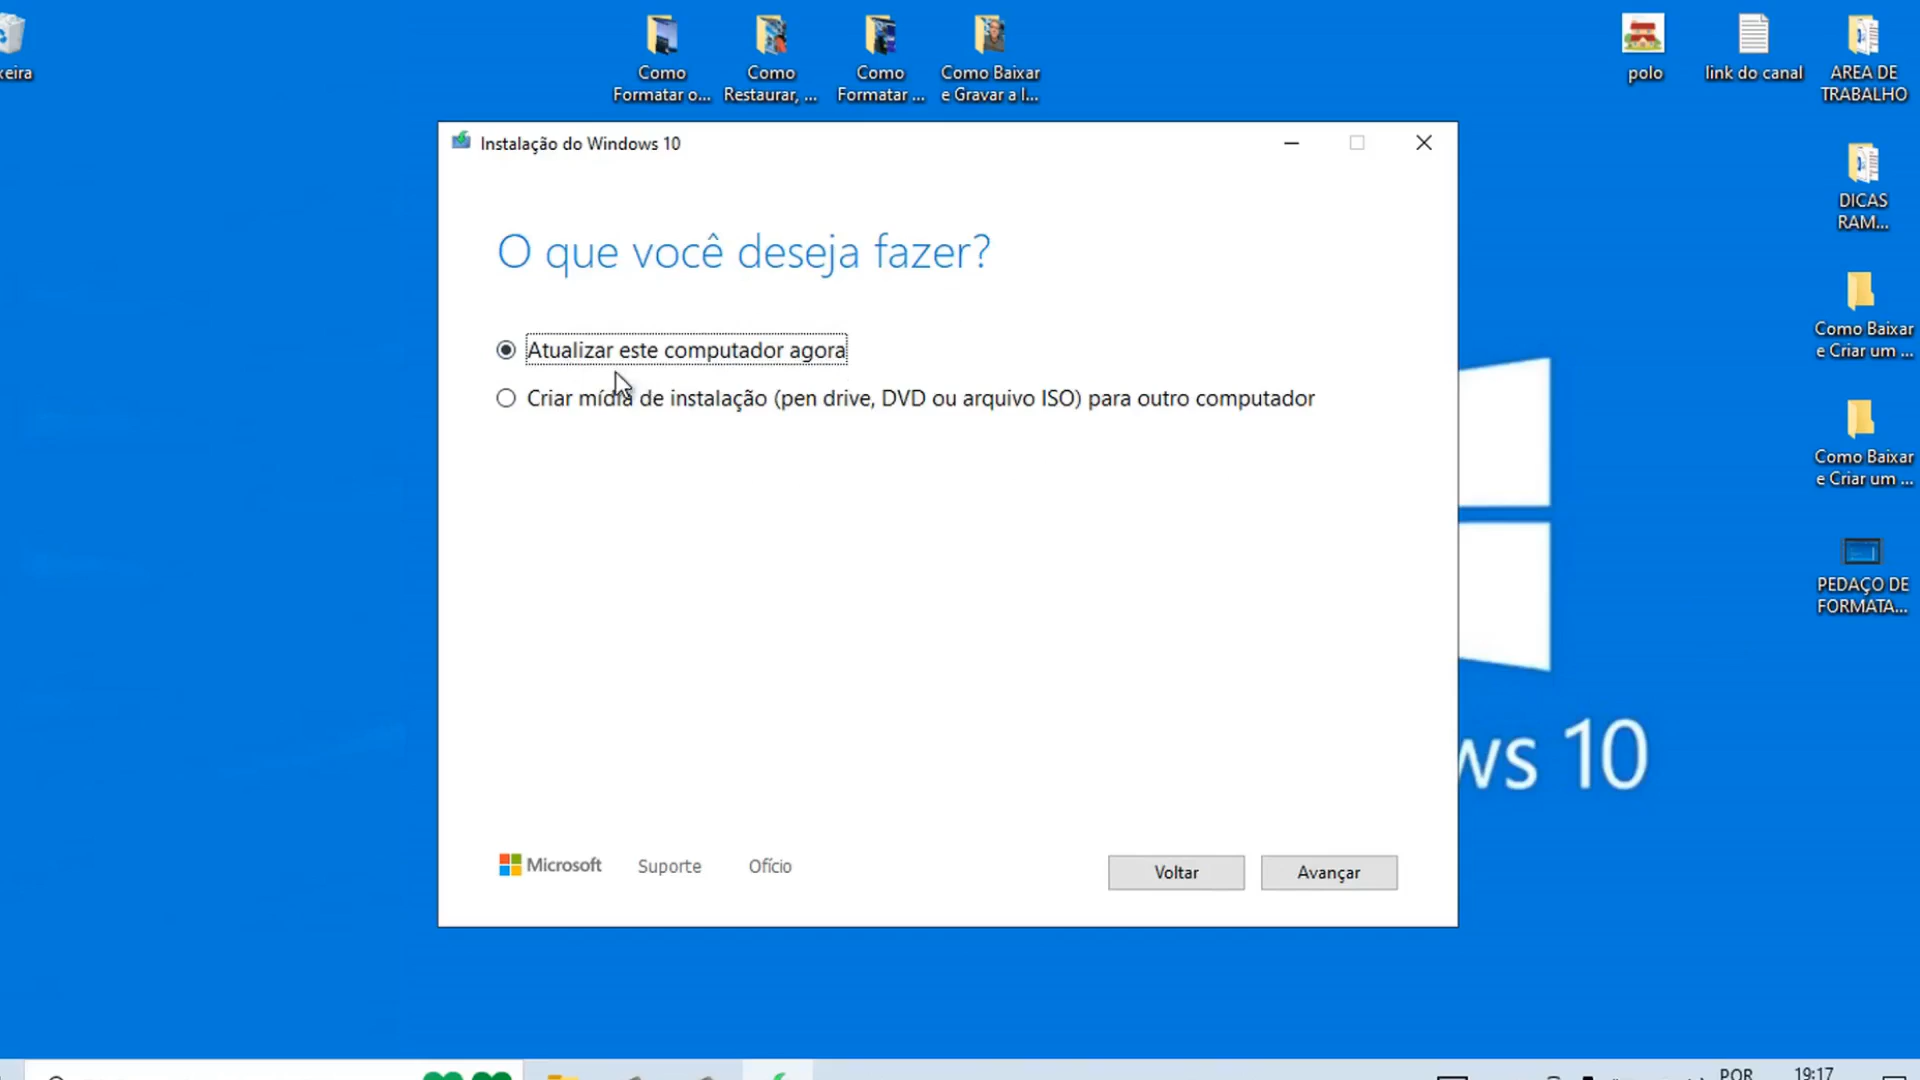 xeira
...
Como
Formatar o...
Como
Restaurar, ...
Como
Formatar ...
Como Baixar
e Gravar a I...
polo
link do canal
AREA DE
TRABALHO
Instalação do Windows 10
O que você deseja fazer?
Atualizar este computador agora
Criar mídia de instalação (pen drive, DVD ou arquivo ISO) para outro computador
DICAS
RAM...
Como Baixar
e Criar um ...
Como Baixar
e Criar um ...
PEDAÇO DE
FORMATA...
ws 10
Microsoft
Suporte
Ofício
Voltar
Avançar
POR
19:17